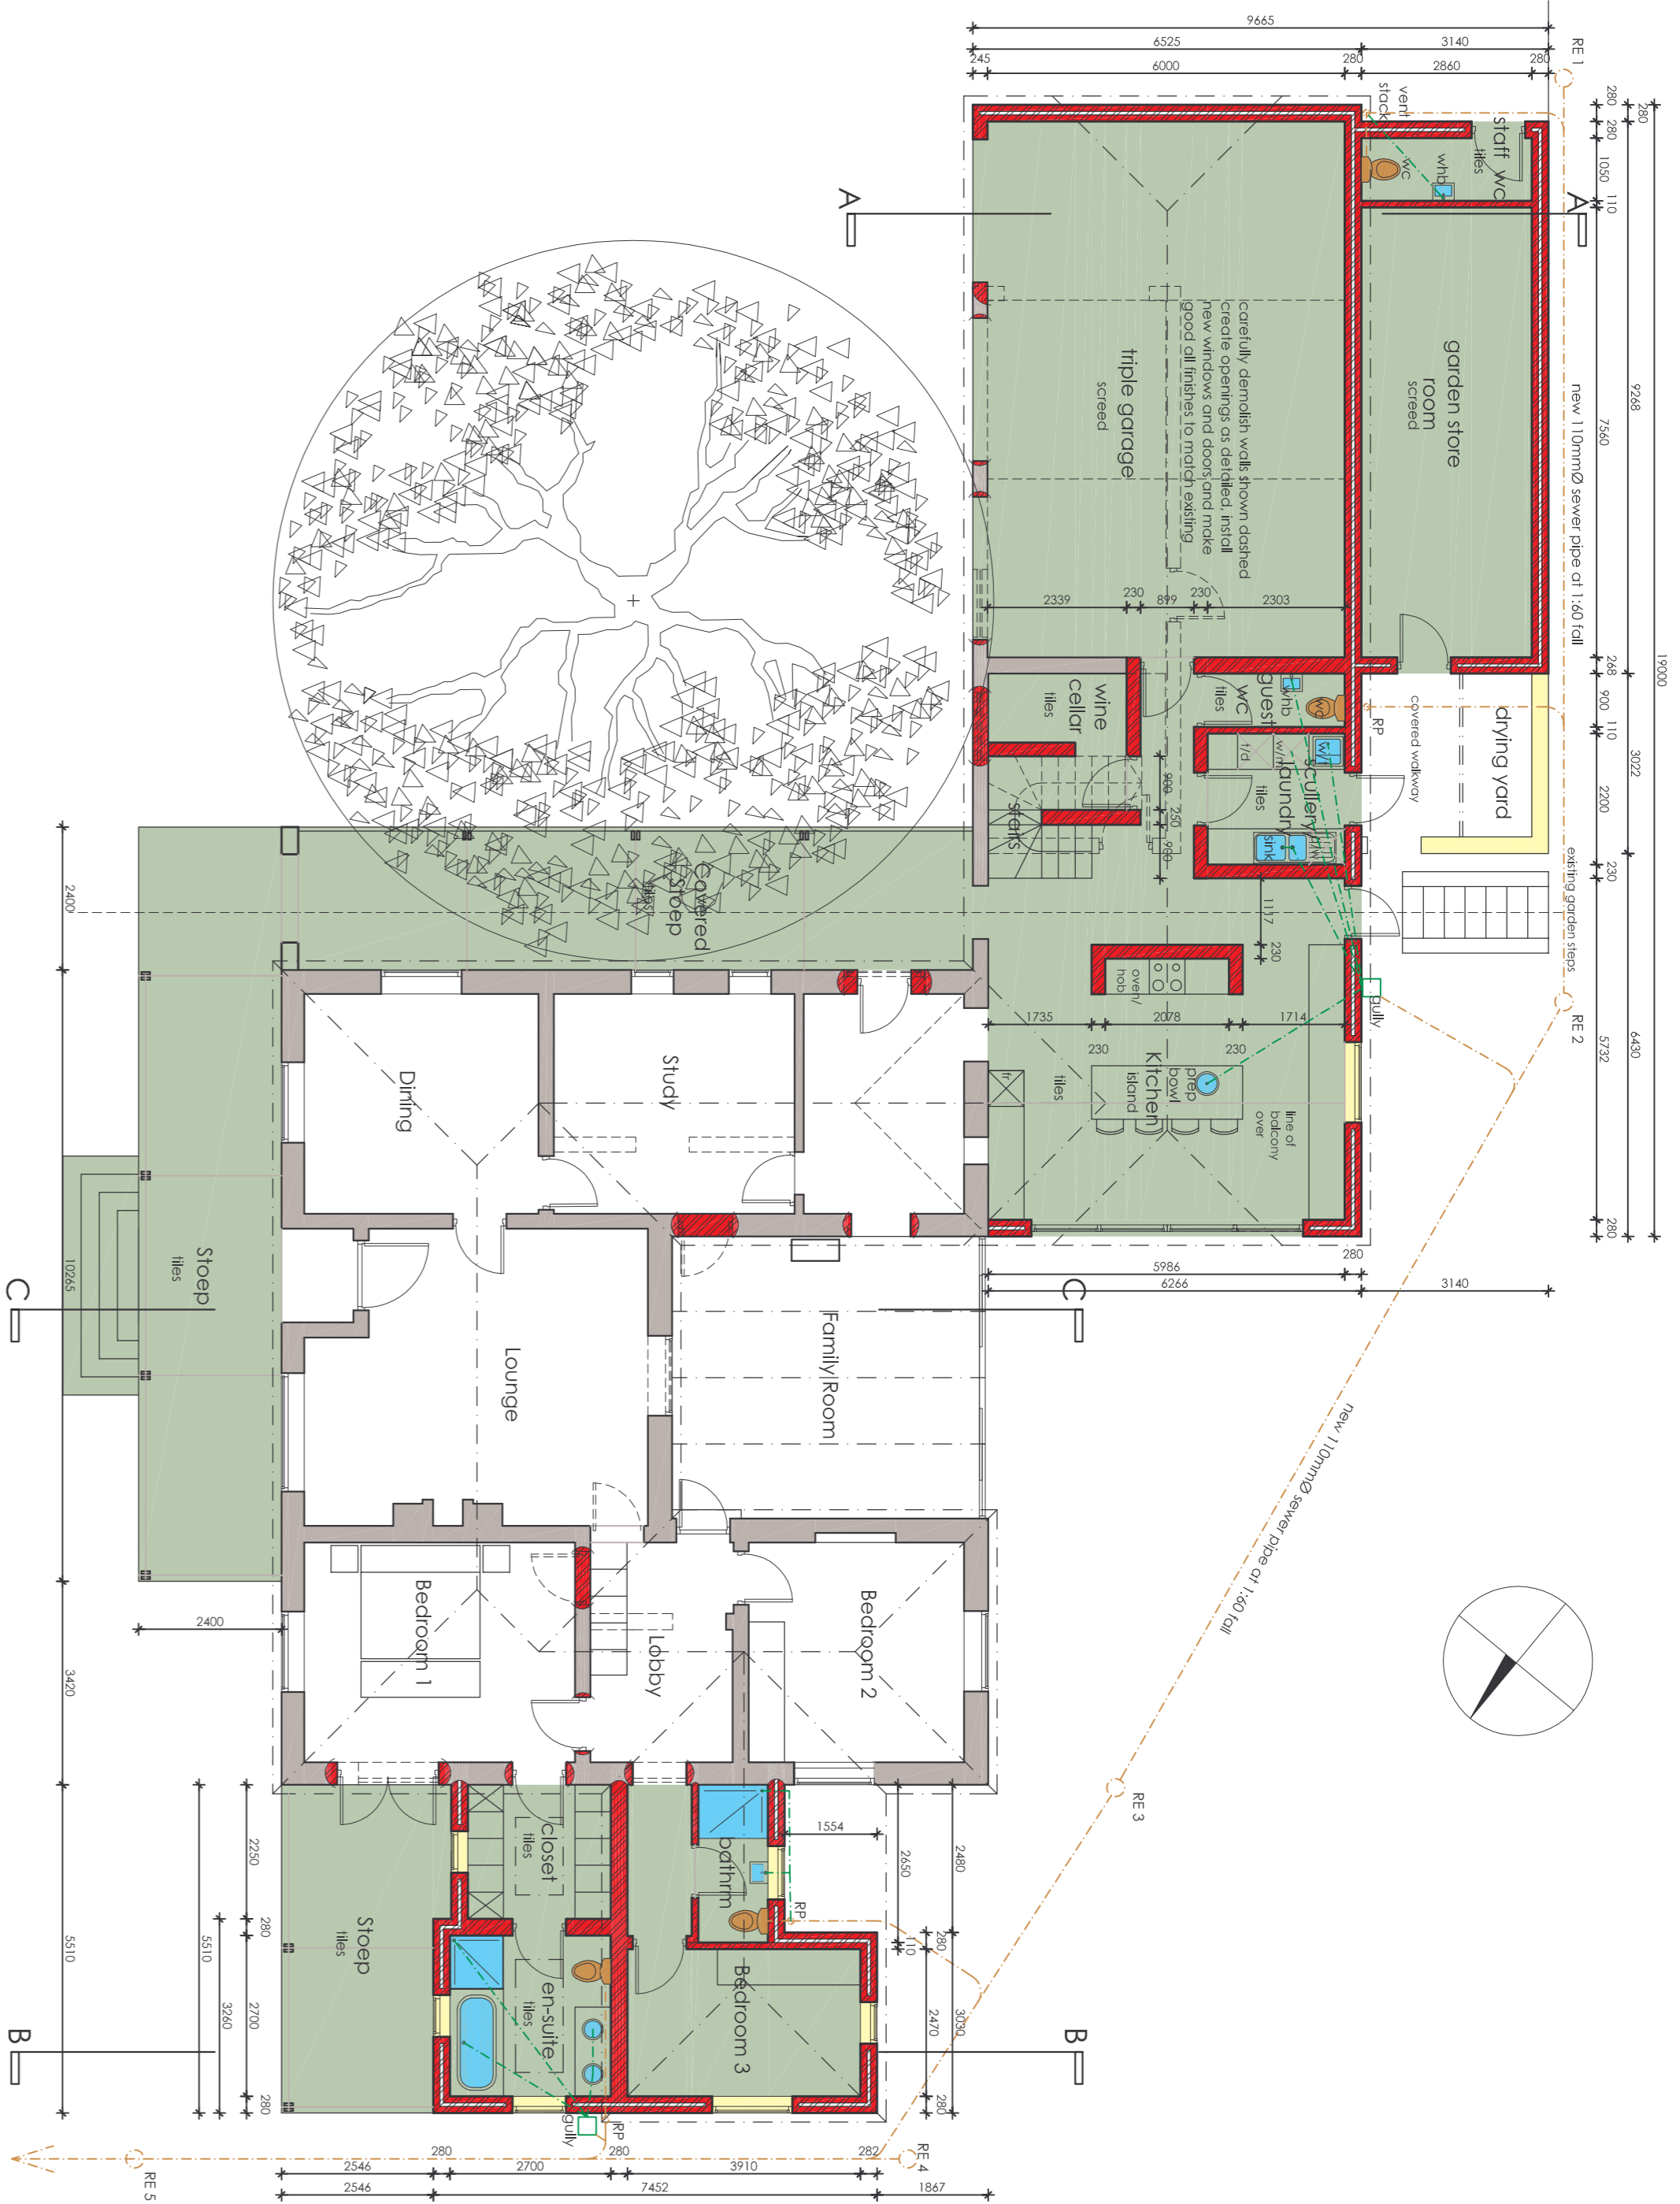 9665
6525
3140
245
6000
280
2860
280
RE 1
vent
stack
280
280
1050
110
7560
268
900
110
2200
230
5732
280
280
9268
3022
6430
19000
staff wc
tiles
whb
wc
A
A
new 110mmØ sewer pipe at 1:60 fall
garden store
room
screed
carefully demolish walls shown dashed
create openings as detailed, install
new windows and doors and make
good all finishes to match existing
triple garage
screed
2339
230
899
230
2303
wine
cellar
tiles
guest
WC
tiles
whb
wc
RP
covered walkway
drying yard
scullery/
laundry
tiles
w/t
w/m
t/d
d/w
sink
stairs
900
250
900
existing garden steps
1117
230
RE 2
gully
oven/
hob
1735
2078
1714
230
230
Kitchen
tiles
prep
bowl
island
line of
balcony
over
fr
280
5986
6266
3140
Covered
Stoep
tiles
2400
Dining
Study
10265
Stoep
tiles
C
C
Lounge
Family Room
new 110mmØ sewer pipe at 1:60 fall
Bedroom 1
Lobby
Bedroom 2
2400
3420
RE 3
1554
2650
2480
110
280
2470
3030
280
2250
280
2700
280
5510
3260
5510
closet
tiles
bathrm
RP
Stoep
tiles
en-suite
tiles
Bedroom 3
B
B
gully
RP
RE 4
RE 5
280
280
282
2546
2700
3910
2546
7452
1867